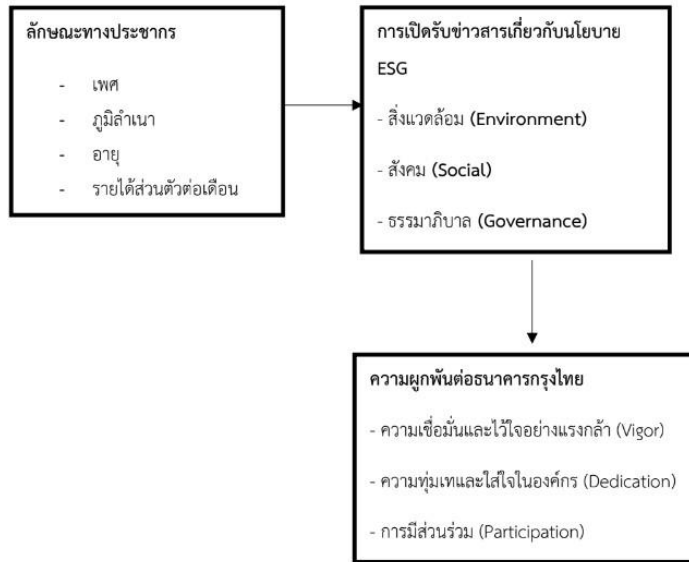 ลักษณะทางประชากร
- เพศ
- ภูมิลำเนา
- อายุ
- รายได้ส่วนตัวต่อเดือน
การเปิดรับข่าวสารเกี่ยวกับนโยบาย
ESG
- สิ่งแวดล้อม (Environment)
- สังคม (Social)
- ธรรมาภิบาล (Governance)
ความผูกพันต่อธนาคารกรุงไทย
- ความเชื่อมั่นและไว้ใจอย่างแรงกล้า (Vigor)
- ความทุ่มเทและใส่ใจในองค์กร (Dedication)
- การมีส่วนร่วม (Participation)